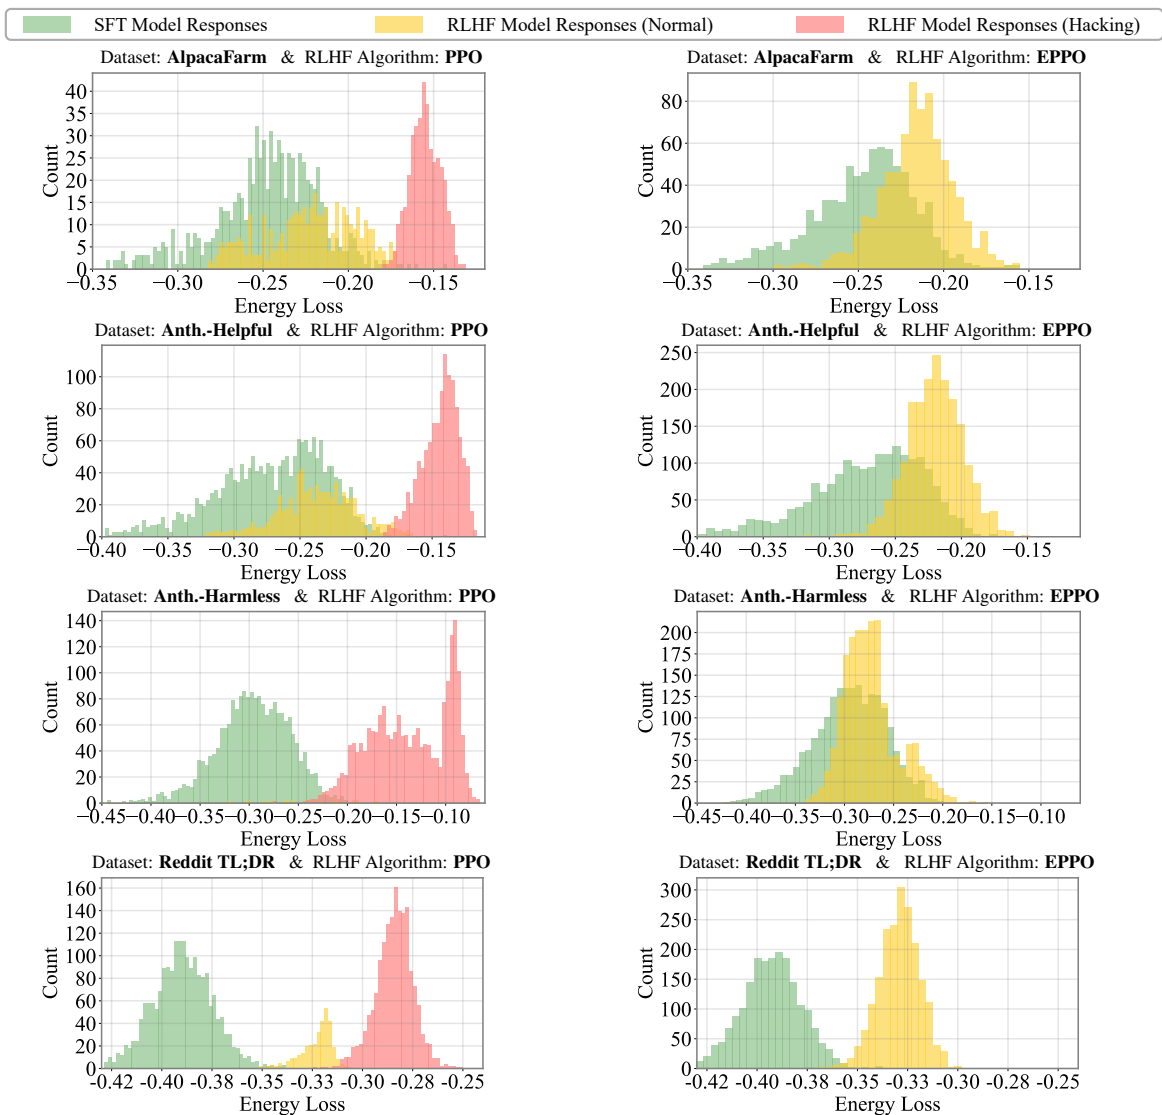 SFT Model Responses RLHF Model Responses (Normal) RLHF Model Responses (Hacking)
Dataset: AlpacaFarm & RLHF Algorithm: PPO
40
35
30
25
20
15
10
5
0
Count
−0.35 −0.30 −0.25 −0.20 −0.15
Energy Loss
Dataset: AlpacaFarm & RLHF Algorithm: EPPO
80
60
40
20
0
Count
−0.35 −0.30 −0.25 −0.20 −0.15
Energy Loss
Dataset: Anth.-Helpful & RLHF Algorithm: PPO
100
80
60
40
20
0
Count
−0.40 −0.35 −0.30 −0.25 −0.20 −0.15
Energy Loss
Dataset: Anth.-Helpful & RLHF Algorithm: EPPO
250
200
150
100
50
0
Count
−0.40 −0.35 −0.30 −0.25 −0.20 −0.15
Energy Loss
Dataset: Anth.-Harmless & RLHF Algorithm: PPO
140
120
100
80
60
40
20
0
Count
−0.45 −0.40 −0.35 −0.30 −0.25 −0.20 −0.15 −0.10
Energy Loss
Dataset: Anth.-Harmless & RLHF Algorithm: EPPO
200
175
150
125
100
75
50
25
0
Count
−0.45 −0.40 −0.35 −0.30 −0.25 −0.20 −0.15 −0.10
Energy Loss
Dataset: Reddit TL;DR & RLHF Algorithm: PPO
160
140
120
100
80
60
40
20
0
Count
-0.42 -0.40 -0.38 -0.35 -0.33 -0.30 -0.28 -0.25
Energy Loss
Dataset: Reddit TL;DR & RLHF Algorithm: EPPO
300
250
200
150
100
50
0
Count
-0.42 -0.40 -0.38 -0.35 -0.33 -0.30 -0.28 -0.25
Energy Loss